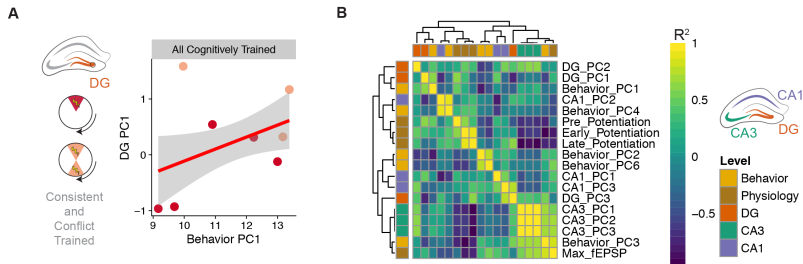 A
DG
Consistent
and
Conflict
Trained
All Cognitively Trained
DG PC1
1
0
−1
9
10
11
12
13
Behavior PC1
B
DG_PC2
DG_PC1
Behavior_PC1
CA1_PC2
Behavior_PC4
Pre_Potentiation
Early_Potentiation
Late_Potentiation
Behavior_PC2
Behavior_PC6
CA1_PC1
CA1_PC3
DG_PC3
CA3_PC1
CA3_PC2
CA3_PC3
Behavior_PC3
Max_fEPSP
R²
1
0.5
0
−0.5
CA1
CA3
DG
Level
Behavior
Physiology
DG
CA3
CA1